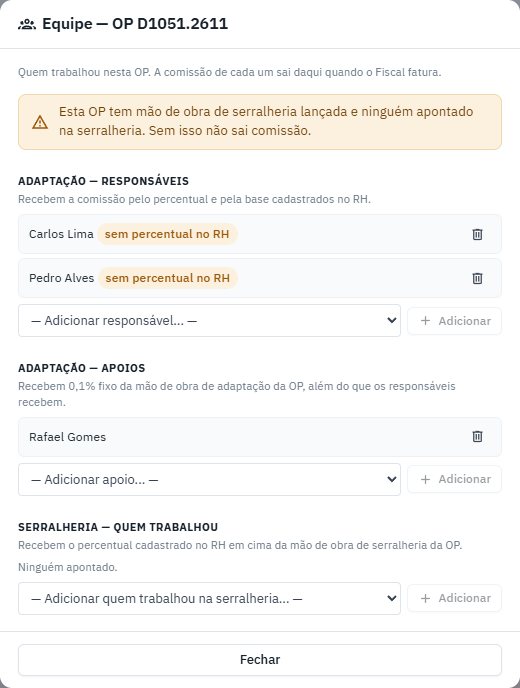 Equipe — OP D1051.2611
Quem trabalhou nesta OP. A comissão de cada um sai daqui quando o Fiscal fatura.
Esta OP tem mão de obra de serralheria lançada e ninguém apontado
na serralheria. Sem isso não sai comissão.
ADAPTAÇÃO — RESPONSÁVEIS
Recebem a comissão pelo percentual e pela base cadastrados no RH.
Carlos Lima sem percentual no RH
Pedro Alves sem percentual no RH
— Adicionar responsável... —
+ Adicionar
ADAPTAÇÃO — APOIOS
Recebem 0,1% fixo da mão de obra de adaptação da OP, além do que os responsáveis
recebem.
Rafael Gomes
— Adicionar apoio... —
+ Adicionar
SERRALHERIA — QUEM TRABALHOU
Recebem o percentual cadastrado no RH em cima da mão de obra de serralheria da OP.
Ninguém apontado.
— Adicionar quem trabalhou na serralheria... —
+ Adicionar
Fechar